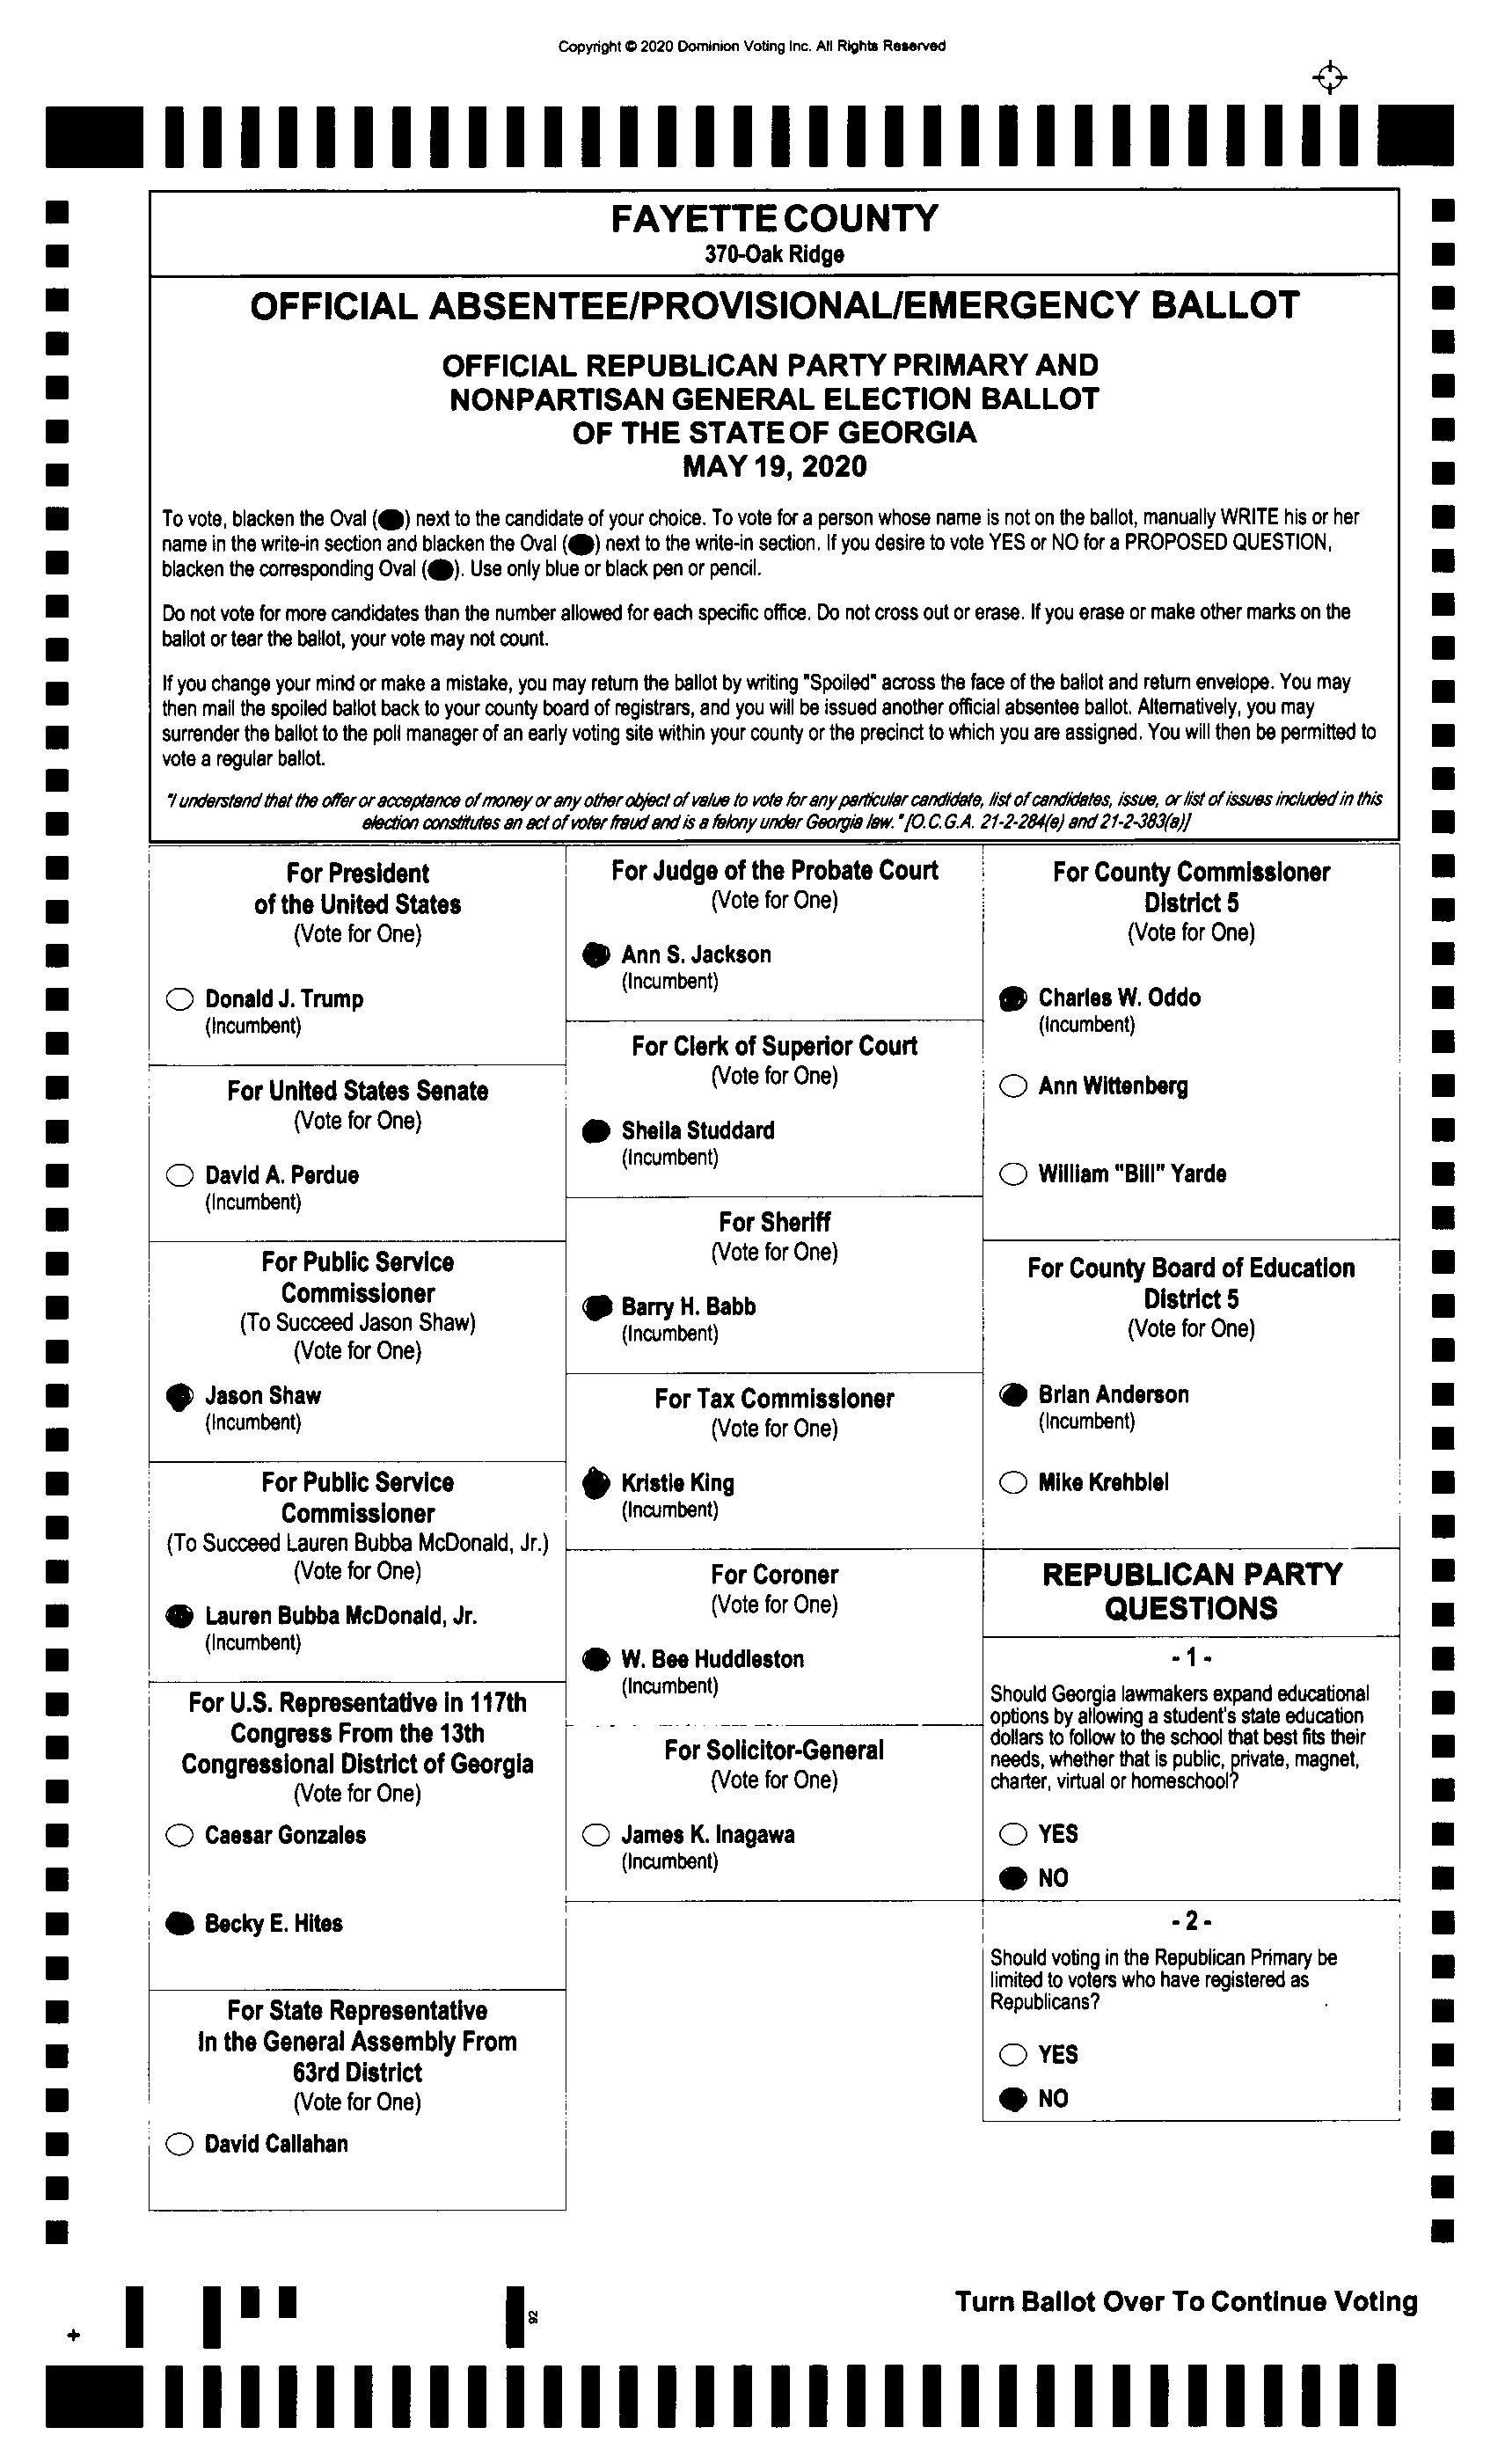 Copyright © 2020 Dominion Voting Inc. All Rights Reserved
FAYETTE COUNTY
370-Oak Ridge
OFFICIAL ABSENTEE/PROVISIONAL/EMERGENCY BALLOT
OFFICIAL REPUBLICAN PARTY PRIMARY AND
NONPARTISAN GENERAL ELECTION BALLOT
OF THE STATE OF GEORGIA
MAY 19, 2020
To vote, blacken the Oval (●) next to the candidate of your choice. To vote for a person whose name is not on the ballot, manually WRITE his or her
name in the write-in section and blacken the Oval (●) next to the write-in section. If you desire to vote YES or NO for a PROPOSED QUESTION,
blacken the corresponding Oval (●). Use only blue or black pen or pencil.
Do not vote for more candidates than the number allowed for each specific office. Do not cross out or erase. If you erase or make other marks on the
ballot or tear the ballot, your vote may not count.
If you change your mind or make a mistake, you may return the ballot by writing "Spoiled" across the face of the ballot and return envelope. You may
then mail the spoiled ballot back to your county board of registrars, and you will be issued another official absentee ballot. Alternatively, you may
surrender the ballot to the poll manager of an early voting site within your county or the precinct to which you are assigned. You will then be permitted to
vote a regular ballot.
"I understand that the offer or acceptance of money or any other object of value to vote for any particular candidate, list of candidates, issue, or list of issues included in this
election constitutes an act of voter fraud and is a felony under Georgia law." [O.C.G.A. 21-2-284(e) and 21-2-383(a)]
For President
of the United States
(Vote for One)
Donald J. Trump
(Incumbent)
For United States Senate
(Vote for One)
David A. Perdue
(Incumbent)
For Public Service
Commissioner
(To Succeed Jason Shaw)
(Vote for One)
Jason Shaw
(Incumbent)
For Public Service
Commissioner
(To Succeed Lauren Bubba McDonald, Jr.)
(Vote for One)
Lauren Bubba McDonald, Jr.
(Incumbent)
For U.S. Representative in 117th
Congress From the 13th
Congressional District of Georgia
(Vote for One)
Caesar Gonzales
Becky E. Hites
For State Representative
In the General Assembly From
63rd District
(Vote for One)
David Callahan
For Judge of the Probate Court
(Vote for One)
Ann S. Jackson
(Incumbent)
For Clerk of Superior Court
(Vote for One)
Sheila Studdard
(Incumbent)
For Sheriff
(Vote for One)
Barry H. Babb
(Incumbent)
For Tax Commissioner
(Vote for One)
Kristie King
(Incumbent)
For Coroner
(Vote for One)
W. Bee Huddleston
(Incumbent)
For Solicitor-General
(Vote for One)
James K. Inagawa
(Incumbent)
For County Commissioner
District 5
(Vote for One)
Charles W. Oddo
(Incumbent)
Ann Wittenberg
William "Bill" Yarde
For County Board of Education
District 5
(Vote for One)
Brian Anderson
(Incumbent)
Mike Krehbiel
REPUBLICAN PARTY
QUESTIONS
- 1 -
Should Georgia lawmakers expand educational
options by allowing a student's state education
dollars to follow to the school that best fits their
needs, whether that is public, private, magnet,
charter, virtual or homeschool?
YES
NO
- 2 -
Should voting in the Republican Primary be
limited to voters who have registered as
Republicans?
YES
NO
92
Turn Ballot Over To Continue Voting